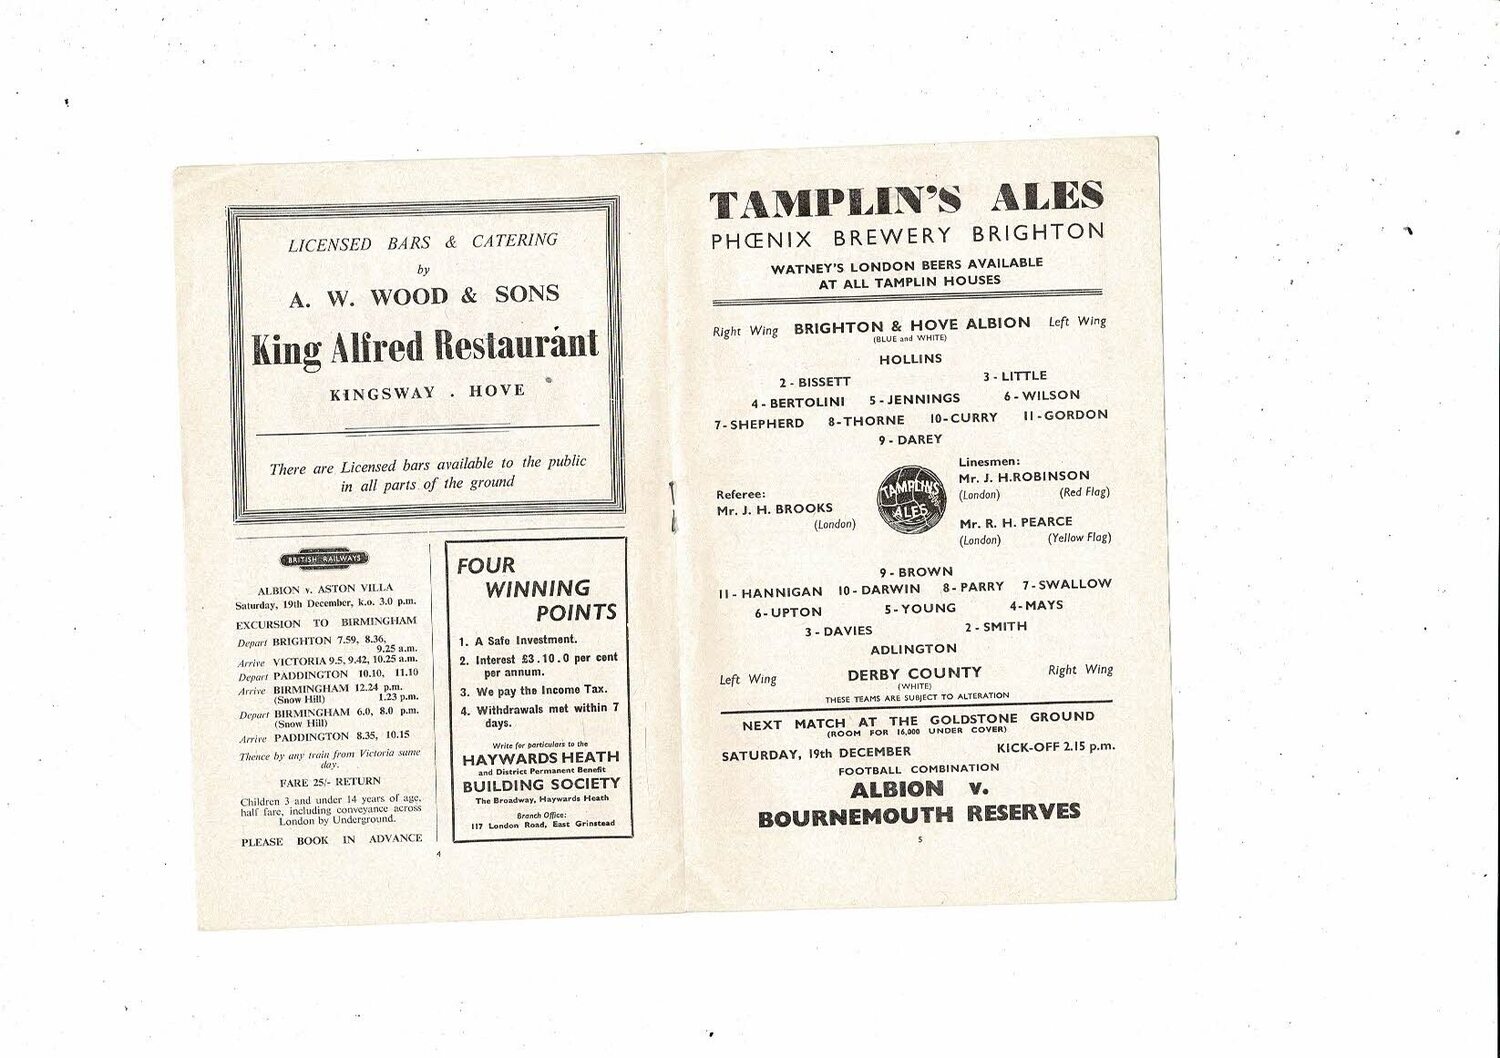 LICENSED BARS & CATERING
by
A. W. WOOD & SONS
King Alfred Restaurant
KINGSWAY . HOVE
There are Licensed bars available to the public
in all parts of the ground
BRITISH RAILWAYS
ALBION v. ASTON VILLA
Saturday, 19th December, k.o. 3.0 p.m.
EXCURSION TO BIRMINGHAM
Depart BRIGHTON 7.59, 8.36,
9.25 a.m.
Arrive VICTORIA 9.5, 9.42, 10.25 a.m.
Depart PADDINGTON 10.10, 11.10
Arrive BIRMINGHAM 12.24 p.m.
(Snow Hill) 1.23 p.m.
Depart BIRMINGHAM 6.0, 8.0 p.m.
(Snow Hill)
Arrive PADDINGTON 8.35, 10.15
Thence by any train from Victoria same
day.
FARE 25/- RETURN
Children 3 and under 14 years of age,
half fare, including conveyance across
London by Underground.
PLEASE BOOK IN ADVANCE
FOUR
WINNING
POINTS
1. A Safe Investment.
2. Interest £3.10.0 per cent
per annum.
3. We pay the Income Tax.
4. Withdrawals met within 7
days.
Write for particulars to the
HAYWARDS HEATH
and District Permanent Benefit
BUILDING SOCIETY
The Broadway, Haywards Heath
Branch Office:
117 London Road, East Grinstead
4
TAMPLIN'S ALES
PHŒNIX BREWERY BRIGHTON
WATNEY'S LONDON BEERS AVAILABLE
AT ALL TAMPLIN HOUSES
Right Wing BRIGHTON & HOVE ALBION Left Wing
(BLUE and WHITE)
HOLLINS
2 - BISSETT 3 - LITTLE
4 - BERTOLINI 5 - JENNINGS 6 - WILSON
7 - SHEPHERD 8 - THORNE 10 - CURRY 11 - GORDON
9 - DAREY
Referee:
Mr. J. H. BROOKS
(London)
TAMPLINS
ALES
Linesmen:
Mr. J. H. ROBINSON
(London) (Red Flag)
Mr. R. H. PEARCE
(London) (Yellow Flag)
9 - BROWN
11 - HANNIGAN 10 - DARWIN 8 - PARRY 7 - SWALLOW
6 - UPTON 5 - YOUNG 4 - MAYS
3 - DAVIES 2 - SMITH
ADLINGTON
Left Wing DERBY COUNTY Right Wing
(WHITE)
THESE TEAMS ARE SUBJECT TO ALTERATION
NEXT MATCH AT THE GOLDSTONE GROUND
(ROOM FOR 16,000 UNDER COVER)
SATURDAY, 19th DECEMBER KICK-OFF 2.15 p.m.
FOOTBALL COMBINATION
ALBION v.
BOURNEMOUTH RESERVES
5